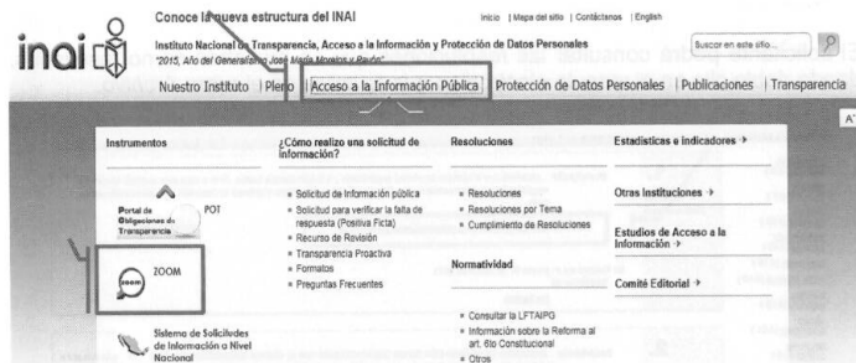 Conoce la nueva estructura del INAI
Inicio | Mapa del sitio | Contáctanos | English
inai
Instituto Nacional de Transparencia, Acceso a la Información y Protección de Datos Personales
"2015, Año del Generalísimo José María Morelos y Pavón"
Buscar en este sitio...
Nuestro Instituto | Pleno | Acceso a la Información Pública | Protección de Datos Personales | Publicaciones | Transparencia
Instrumentos
Portal de Obligaciones de Transparencia
POT
ZOOM
zoom
Sistema de Solicitudes de Información a Nivel Nacional
¿Cómo realizo una solicitud de información?
Solicitud de Información pública
Solicitud para verificar la falta de respuesta (Positiva Ficta)
Recurso de Revisión
Transparencia Proactiva
Formatos
Preguntas Frecuentes
Resoluciones
Resoluciones
Resoluciones por Tema
Cumplimiento de Resoluciones
Normatividad
Consultar la LFTAIPG
Información sobre la Reforma al art. 6to Constitucional
Otros
Estadísticas e Indicadores
Otras Instituciones
Estudios de Acceso a la Información
Comité Editorial